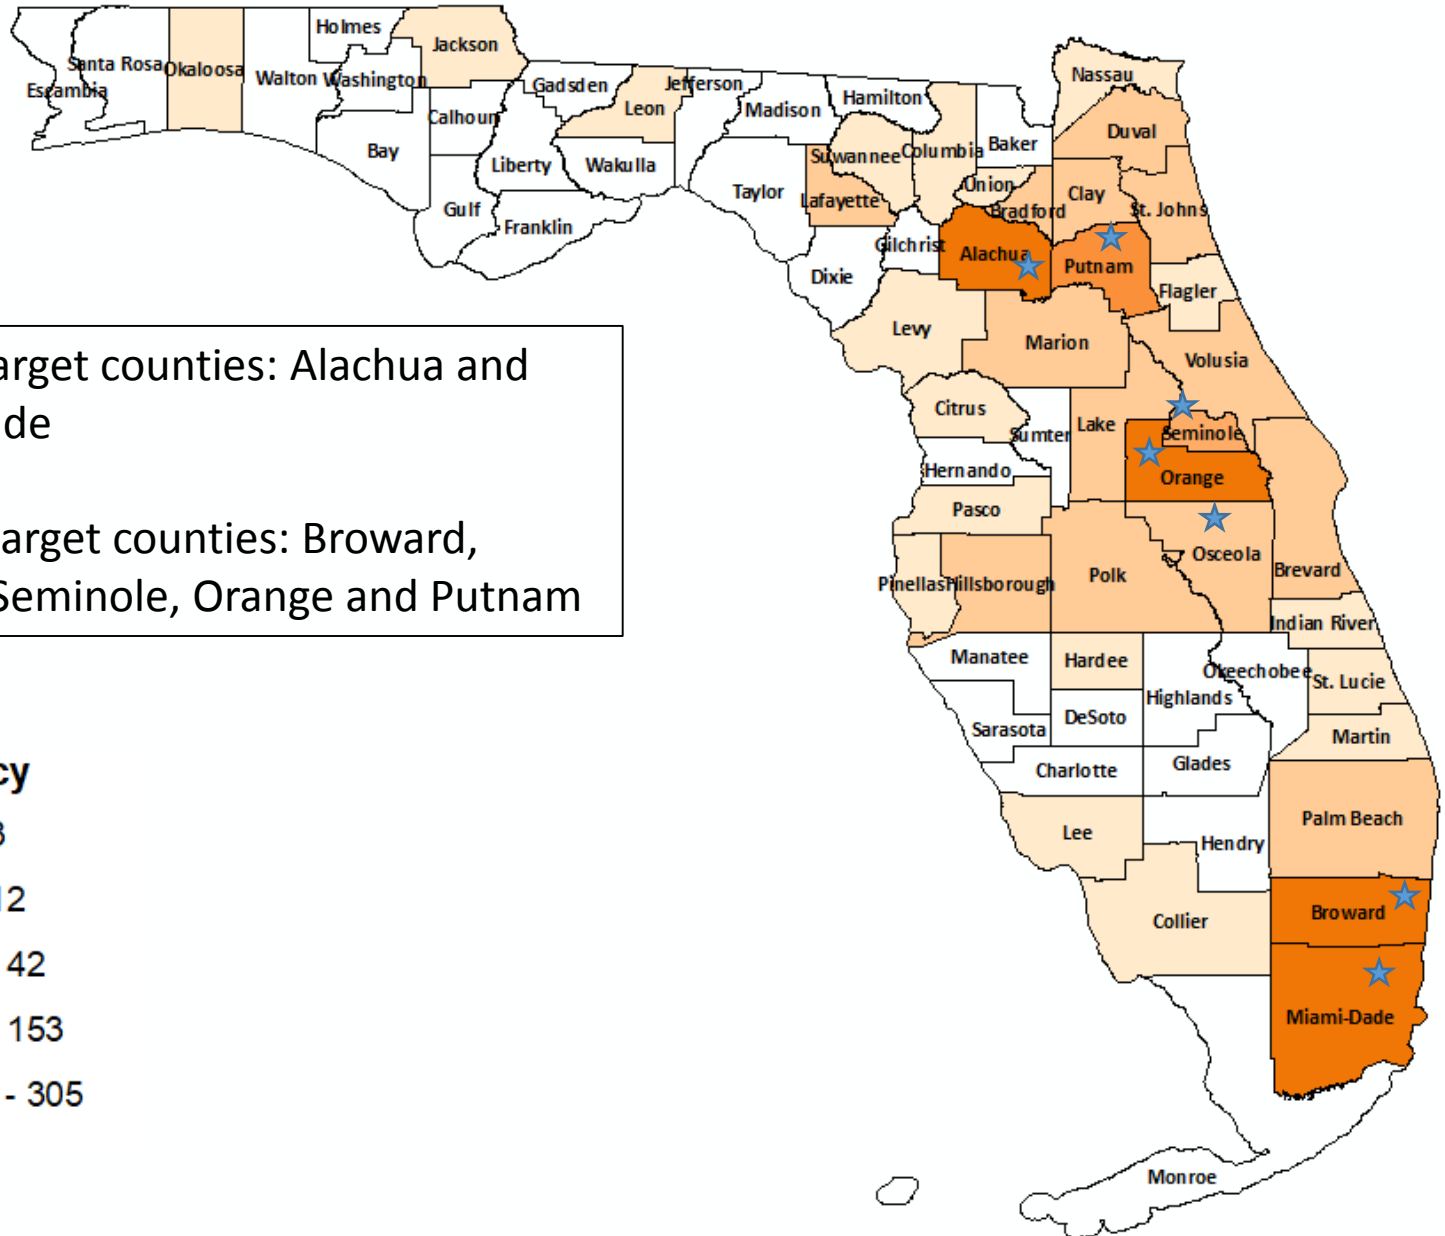 Holmes
Jackson
Santa Rosa
Okaloosa
Walton
Washington
Escambia
Gadsden
Jefferson
Leon
Madison
Hamilton
Nassau
Calhoun
Bay
Liberty
Wakulla
Taylor
Suwannee
Columbia
Baker
Duval
Gulf
Franklin
Lafayette
Union
Bradford
Clay
St. Johns
Dixie
Gilchrist
Alachua
Putnam
Flagler
Levy
Marion
Volusia
arget counties: Alachua and
de
arget counties: Broward,
Seminole, Orange and Putnam
Citrus
Sumter
Lake
Seminole
Hernando
Orange
Pasco
Pinellas
Hillsborough
Polk
Osceola
Brevard
Indian River
Manatee
Hardee
Highlands
Okeechobee
St. Lucie
Sarasota
DeSoto
Martin
Charlotte
Glades
Lee
Hendry
Palm Beach
Collier
Broward
Miami-Dade
Monroe
cy
3
12
42
153
- 305